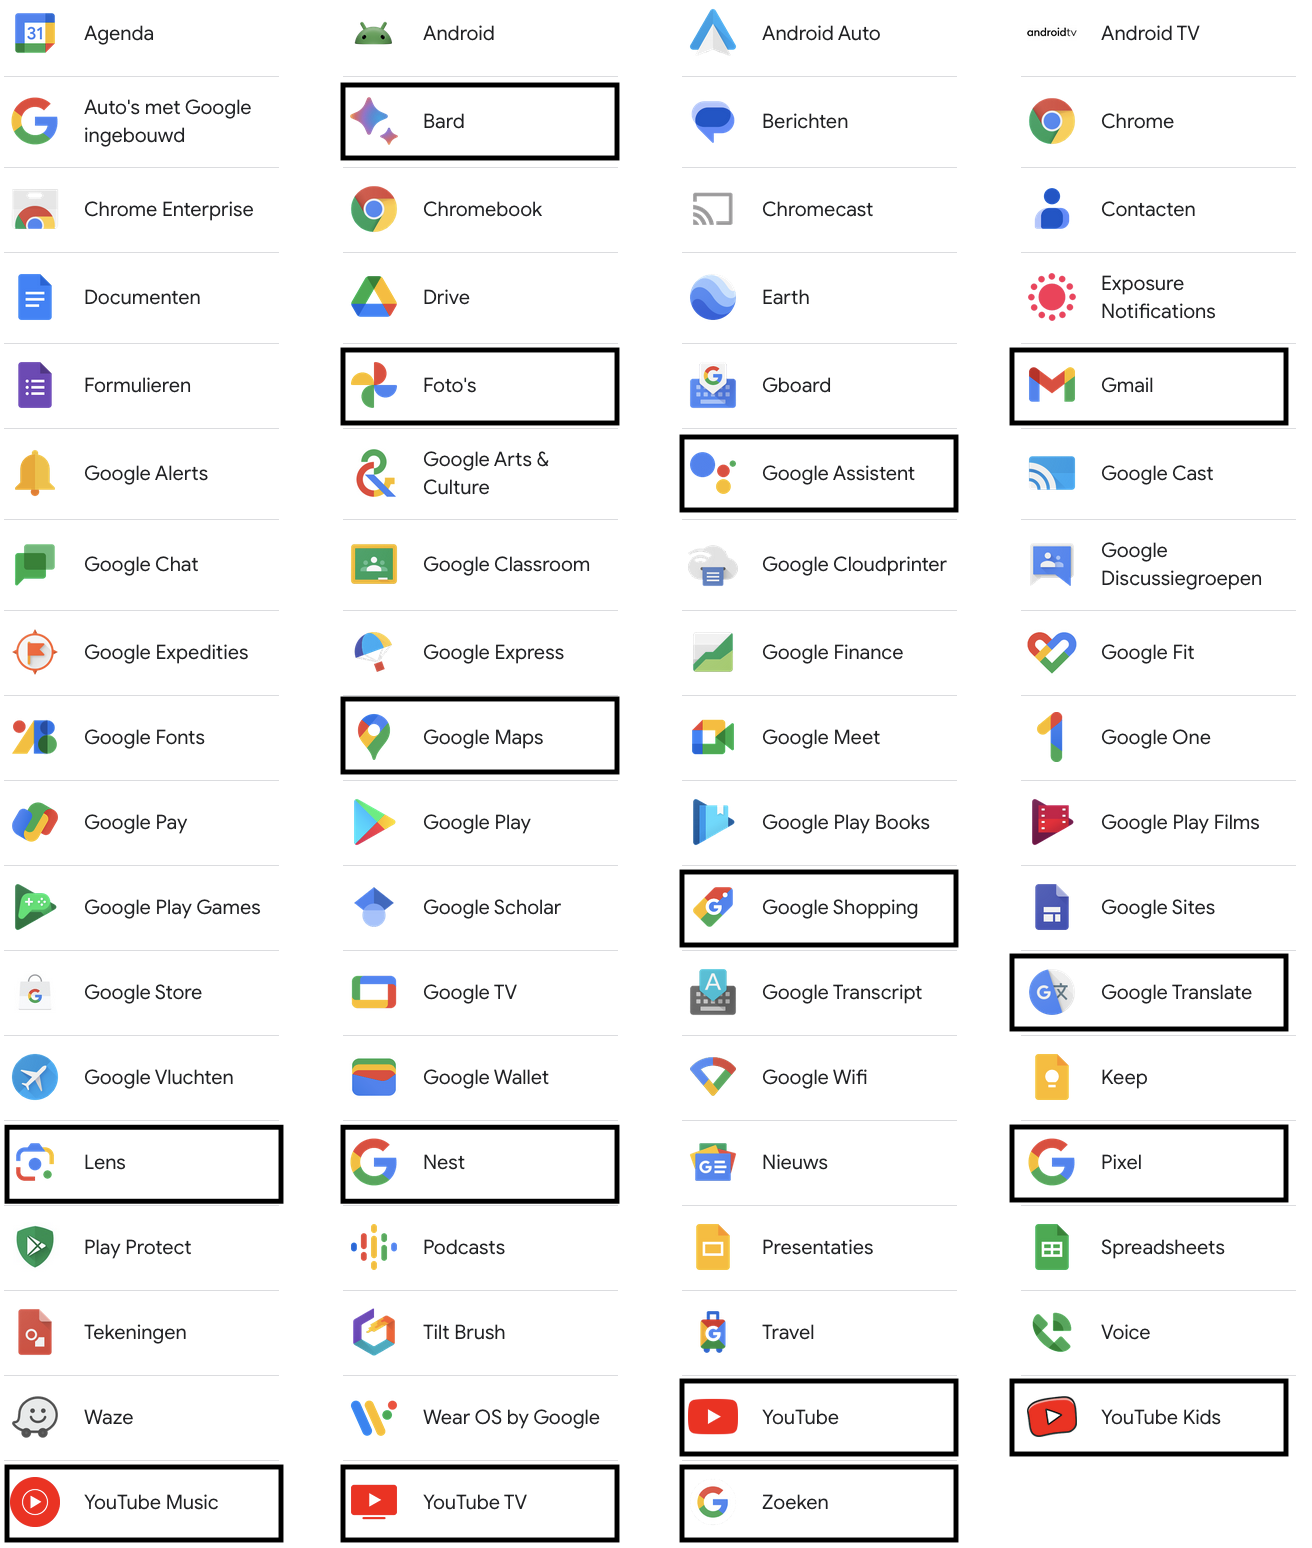 31 Agenda
Android
Android Auto
androidtv Android TV
Auto's met Google
ingebouwd
Bard
Berichten
Chrome
Chrome Enterprise
Chromebook
Chromecast
Contacten
Documenten
Drive
Earth
Exposure
Notifications
Formulieren
Foto's
G Gboard
Gmail
Google Alerts
Google Arts &
Culture
Google Assistent
Google Cast
Google Chat
Google Classroom
Google Cloudprinter
Google
Discussiegroepen
Google Expedities
Google Express
Google Finance
Google Fit
Google Fonts
Google Maps
Google Meet
Google One
Google Pay
Google Play
Google Play Books
Google Play Films
Google Play Games
Google Scholar
G Google Shopping
Google Sites
G Google Store
Google TV
A Google Transcript
G文 Google Translate
Google Vluchten
Google Wallet
Google Wifi
Keep
Lens
G Nest
G Nieuws
G Pixel
Play Protect
Podcasts
Presentaties
Spreadsheets
Tekeningen
Tilt Brush
G Travel
Voice
Waze
Wear OS by Google
YouTube
YouTube Kids
YouTube Music
YouTube TV
G Zoeken